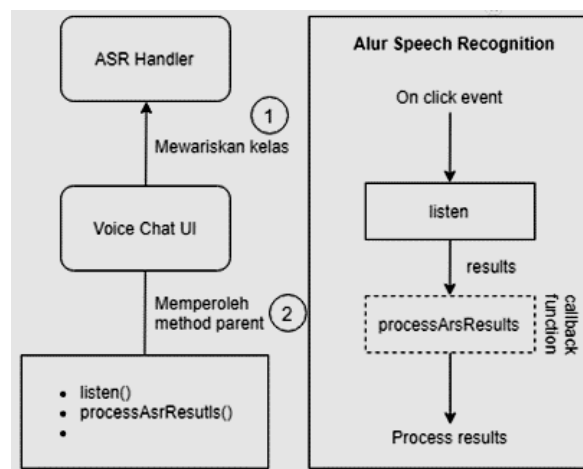 ASR Handler
1
Mewariskan kelas
Voice Chat UI
Memperoleh
method parent
2
• listen()
• processAsrResutls()
•
Alur Speech Recognition
On click event
listen
results
processArsResults
callback
function
Process results